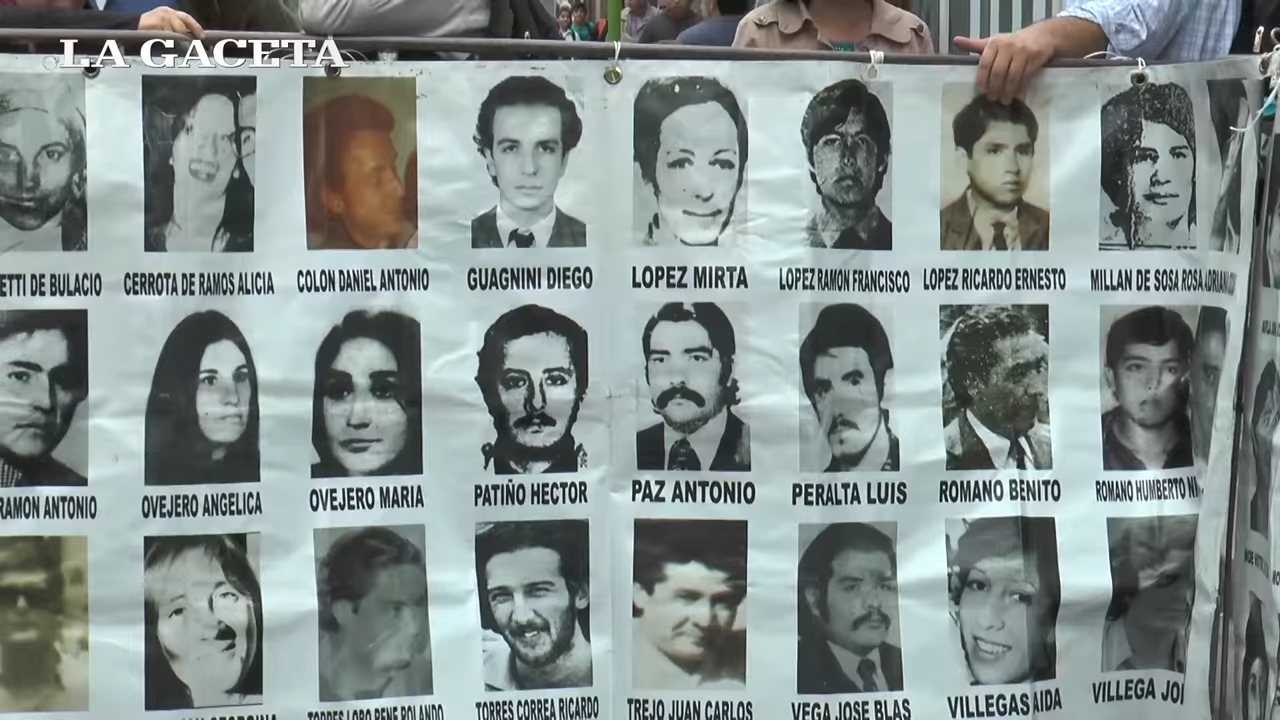 LA GACETA
ETTI DE BULACIO CERROTA DE RAMOS ALICIA COLON DANIEL ANTONIO GUAGNINI DIEGO LOPEZ MIRTA LOPEZ RAMON FRANCISCO LOPEZ RICARDO ERNESTO MILLAN DE SOSA ROSA ADRIAN
RAMON ANTONIO OVEJERO ANGELICA OVEJERO MARIA PATIÑO HECTOR PAZ ANTONIO PERALTA LUIS ROMANO BENITO ROMANO HUMBERTO
TORRES LOBO RENE ROLANDO TORRES CORREA RICARDO TREJO JUAN CARLOS VEGA JOSE BLAS VILLEGAS AIDA VILLEGA JO